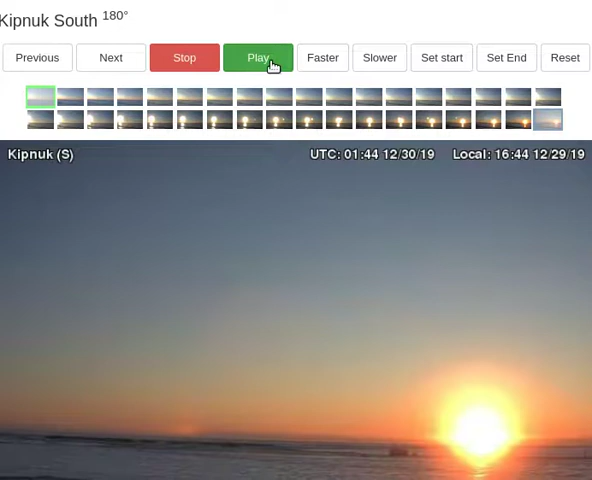 Kipnuk South 180°
Previous Next Stop Play Faster Slower Set start Set End Reset
Kipnuk (S) UTC: 01:44 12/30/19 Local: 16:44 12/29/19